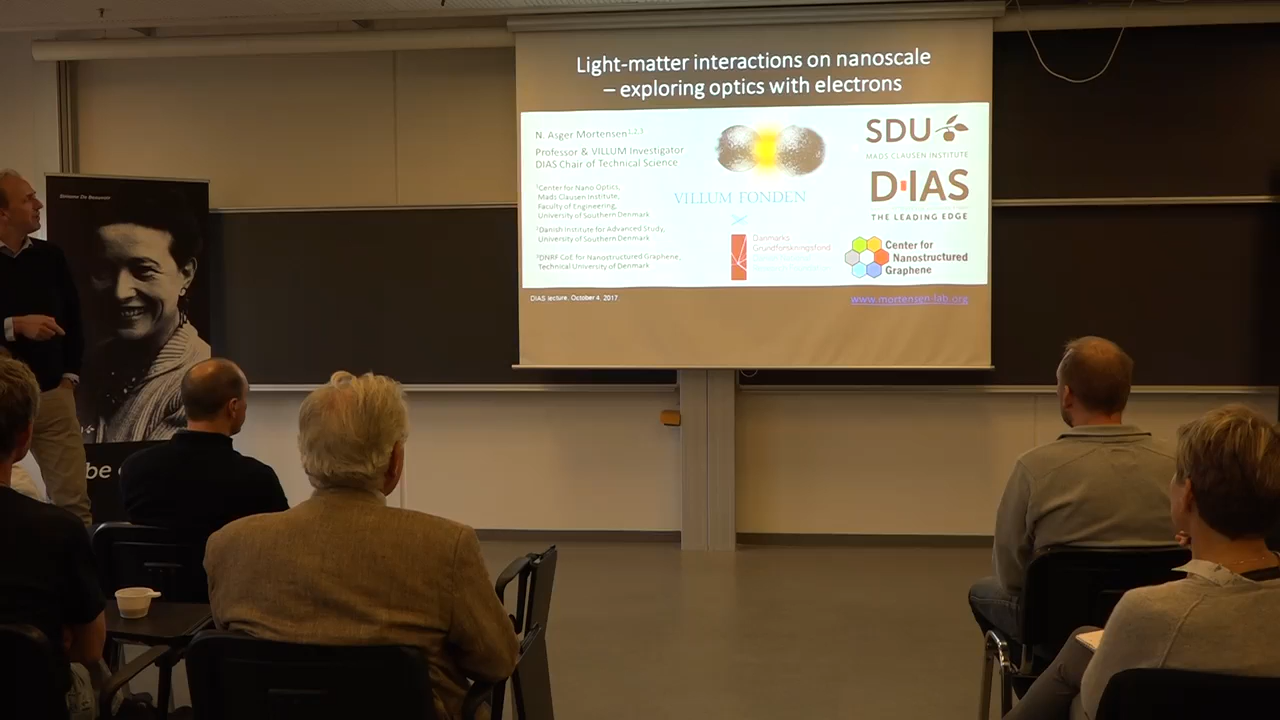 Simone De Beauvoir
be
Light-matter interactions on nanoscale
– exploring optics with electrons
N. Asger Mortensen1,2,3
Professor & VILLUM Investigator
DIAS Chair of Technical Science
1Center for Nano Optics,
Mads Clausen Institute,
Faculty of Engineering,
University of Southern Denmark
2Danish Institute for Advanced Study,
University of Southern Denmark
3DNRF CoE for Nanostructured Graphene,
Technical University of Denmark
VILLUM FONDEN
Danmarks
Grundforskningsfond
SDU
MADS CLAUSEN INSTITUTE
D·IAS
THE LEADING EDGE
Center for
Nanostructured
Graphene
DIAS lecture, October 4, 2017
www.mortensen-lab.org